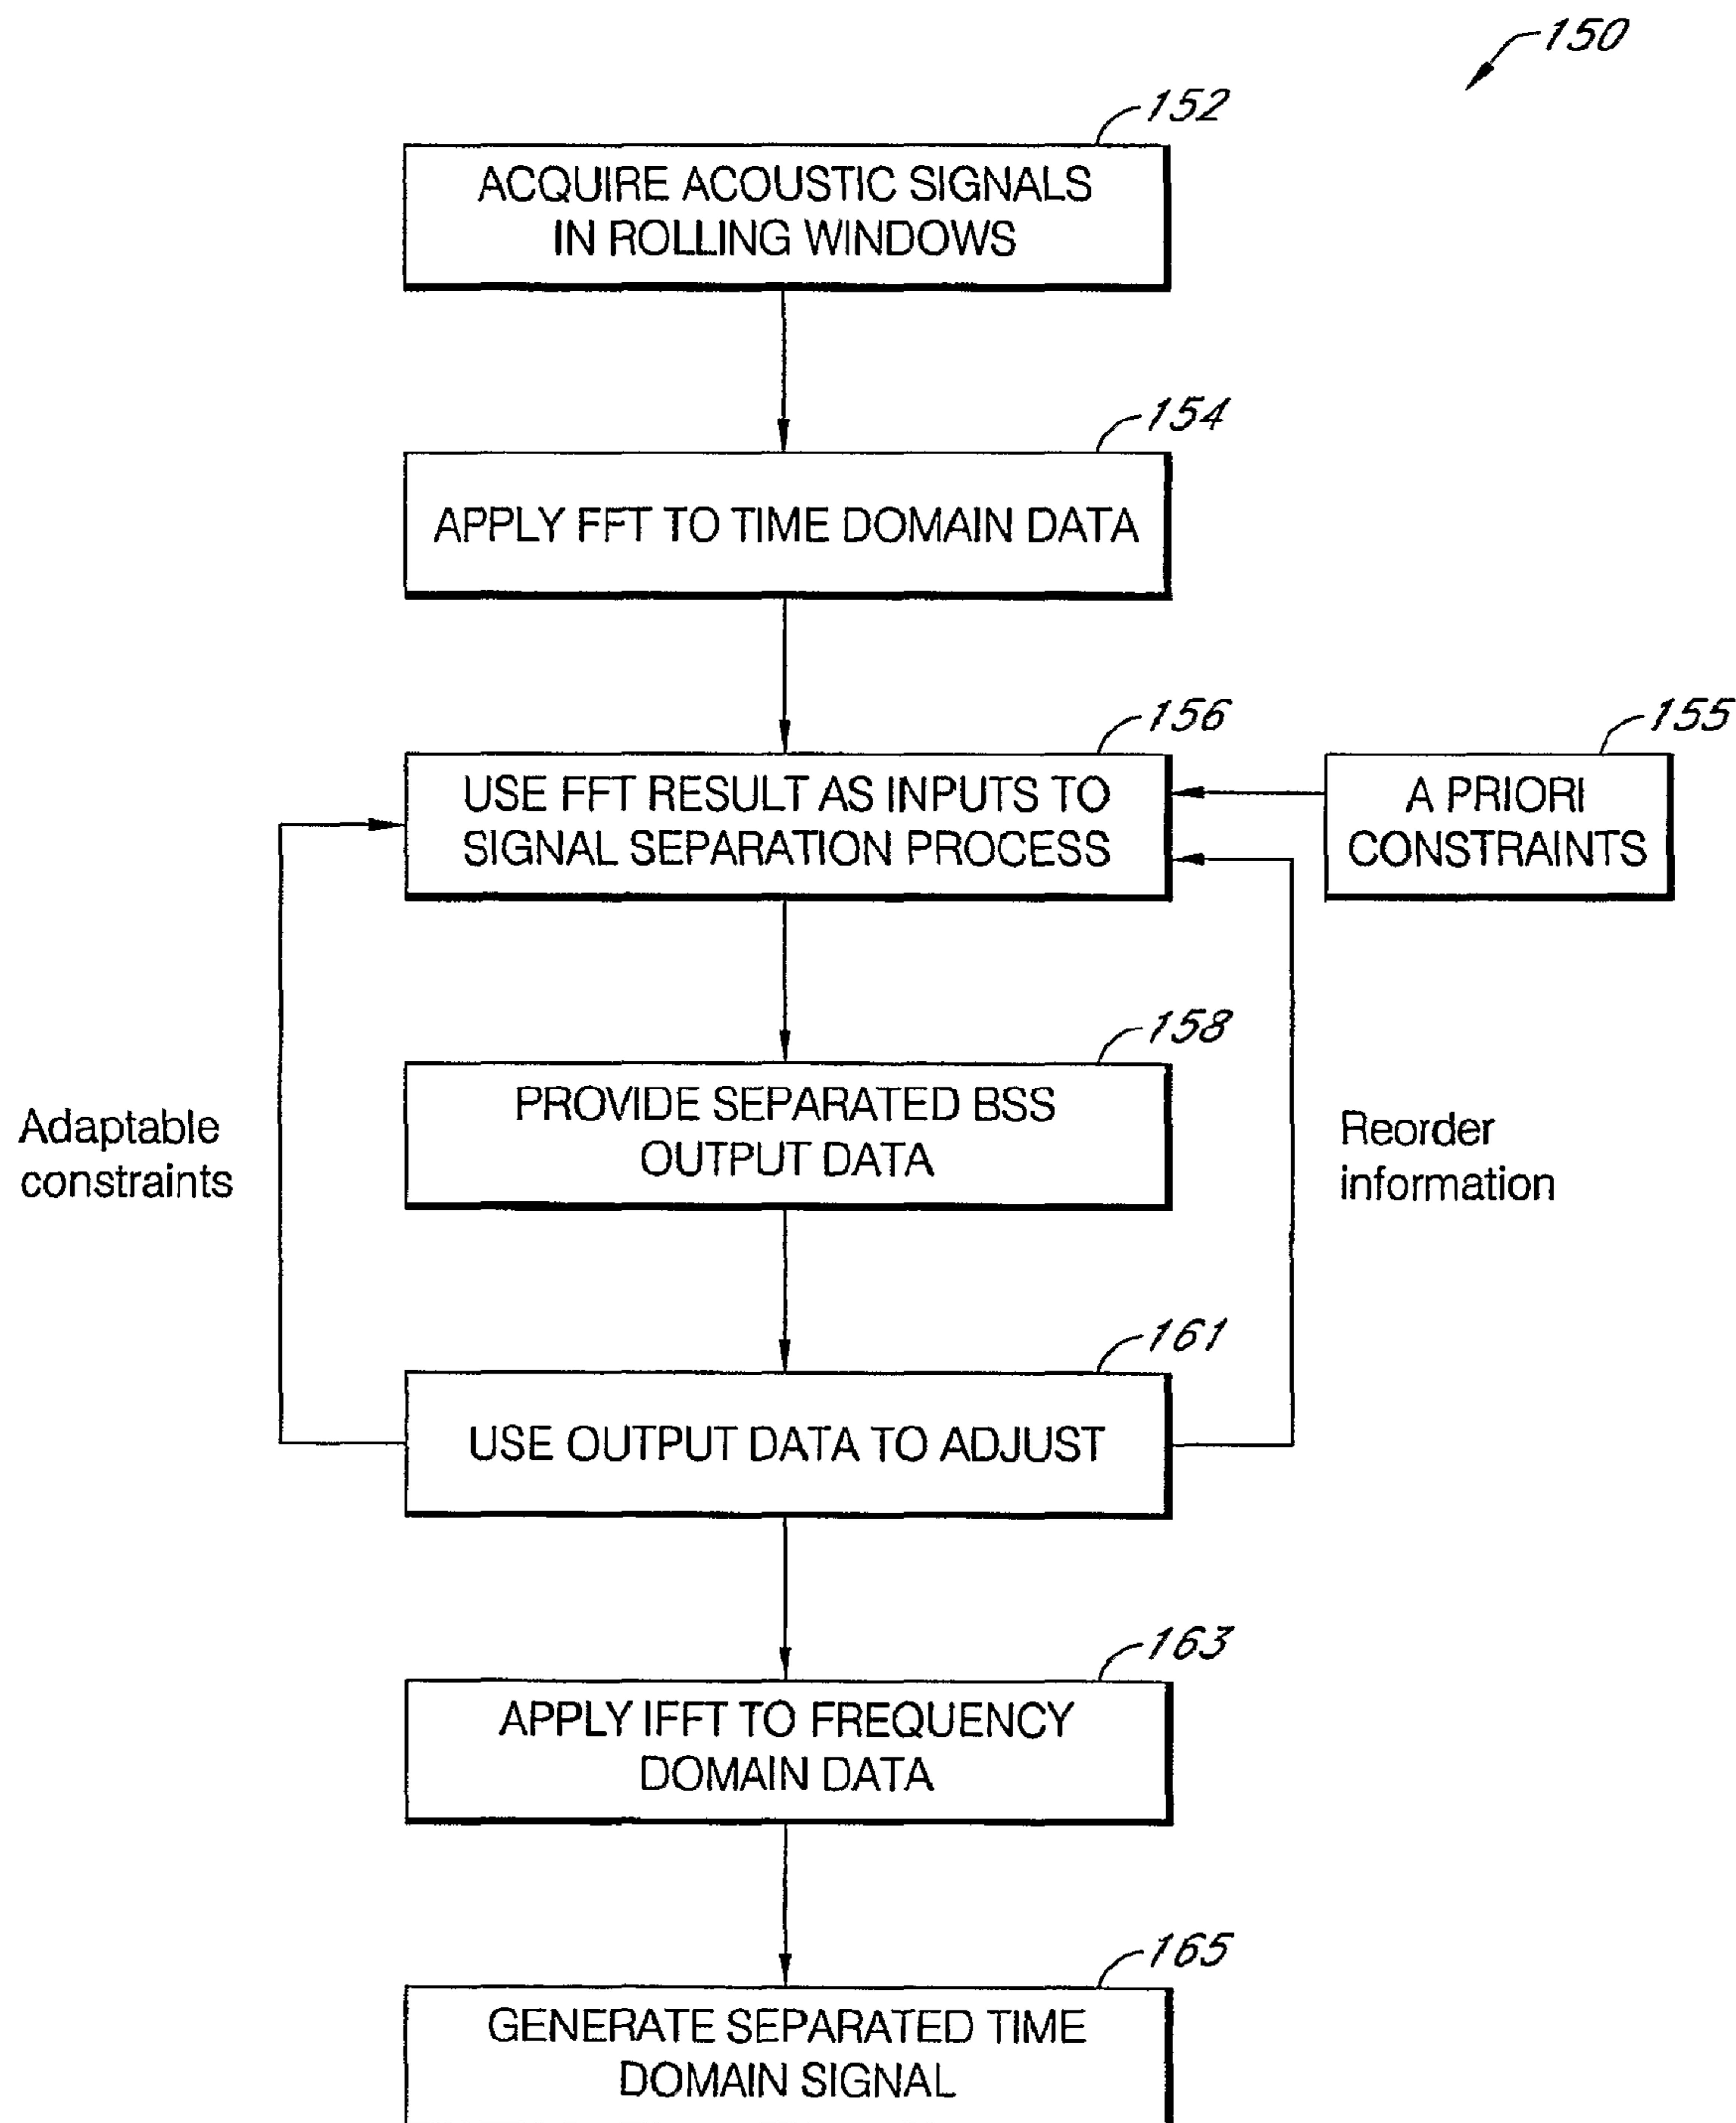 150
152
ACQUIRE ACOUSTIC SIGNALS
IN ROLLING WINDOWS
154
APPLY FFT TO TIME DOMAIN DATA
156
USE FFT RESULT AS INPUTS TO
SIGNAL SEPARATION PROCESS
155
A PRIORI
CONSTRAINTS
158
PROVIDE SEPARATED BSS
OUTPUT DATA
Adaptable
constraints
Reorder
information
161
USE OUTPUT DATA TO ADJUST
163
APPLY IFFT TO FREQUENCY
DOMAIN DATA
165
GENERATE SEPARATED TIME
DOMAIN SIGNAL